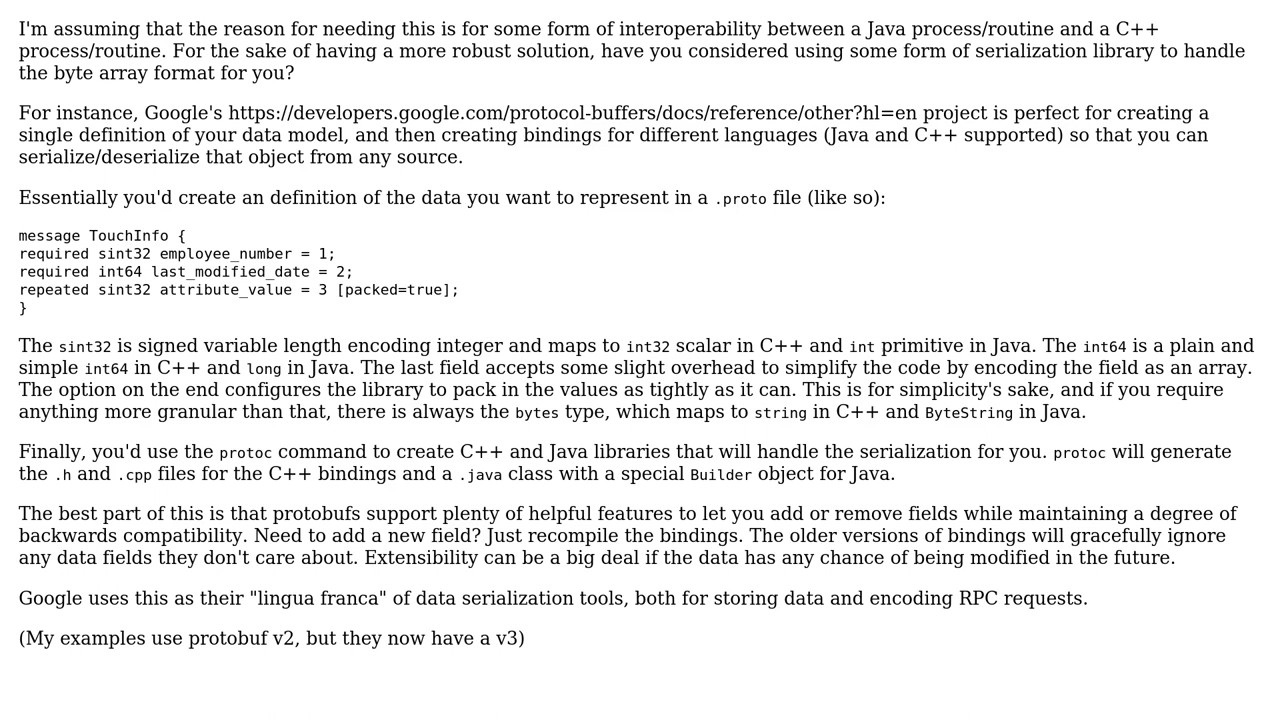 I'm assuming that the reason for needing this is for some form of interoperability between a Java process/routine and a C++
process/routine. For the sake of having a more robust solution, have you considered using some form of serialization library to handle
the byte array format for you?
For instance, Google's https://developers.google.com/protocol-buffers/docs/reference/other?hl=en project is perfect for creating a
single definition of your data model, and then creating bindings for different languages (Java and C++ supported) so that you can
serialize/deserialize that object from any source.
Essentially you'd create an definition of the data you want to represent in a .proto file (like so):
message TouchInfo {
required sint32 employee_number = 1;
required int64 last_modified_date = 2;
repeated sint32 attribute_value = 3 [packed=true];
}
The sint32 is signed variable length encoding integer and maps to int32 scalar in C++ and int primitive in Java. The int64 is a plain and
simple int64 in C++ and long in Java. The last field accepts some slight overhead to simplify the code by encoding the field as an array.
The option on the end configures the library to pack in the values as tightly as it can. This is for simplicity's sake, and if you require
anything more granular than that, there is always the bytes type, which maps to string in C++ and ByteString in Java.
Finally, you'd use the protoc command to create C++ and Java libraries that will handle the serialization for you. protoc will generate
the .h and .cpp files for the C++ bindings and a .java class with a special Builder object for Java.
The best part of this is that protobufs support plenty of helpful features to let you add or remove fields while maintaining a degree of
backwards compatibility. Need to add a new field? Just recompile the bindings. The older versions of bindings will gracefully ignore
any data fields they don't care about. Extensibility can be a big deal if the data has any chance of being modified in the future.
Google uses this as their "lingua franca" of data serialization tools, both for storing data and encoding RPC requests.
(My examples use protobuf v2, but they now have a v3)